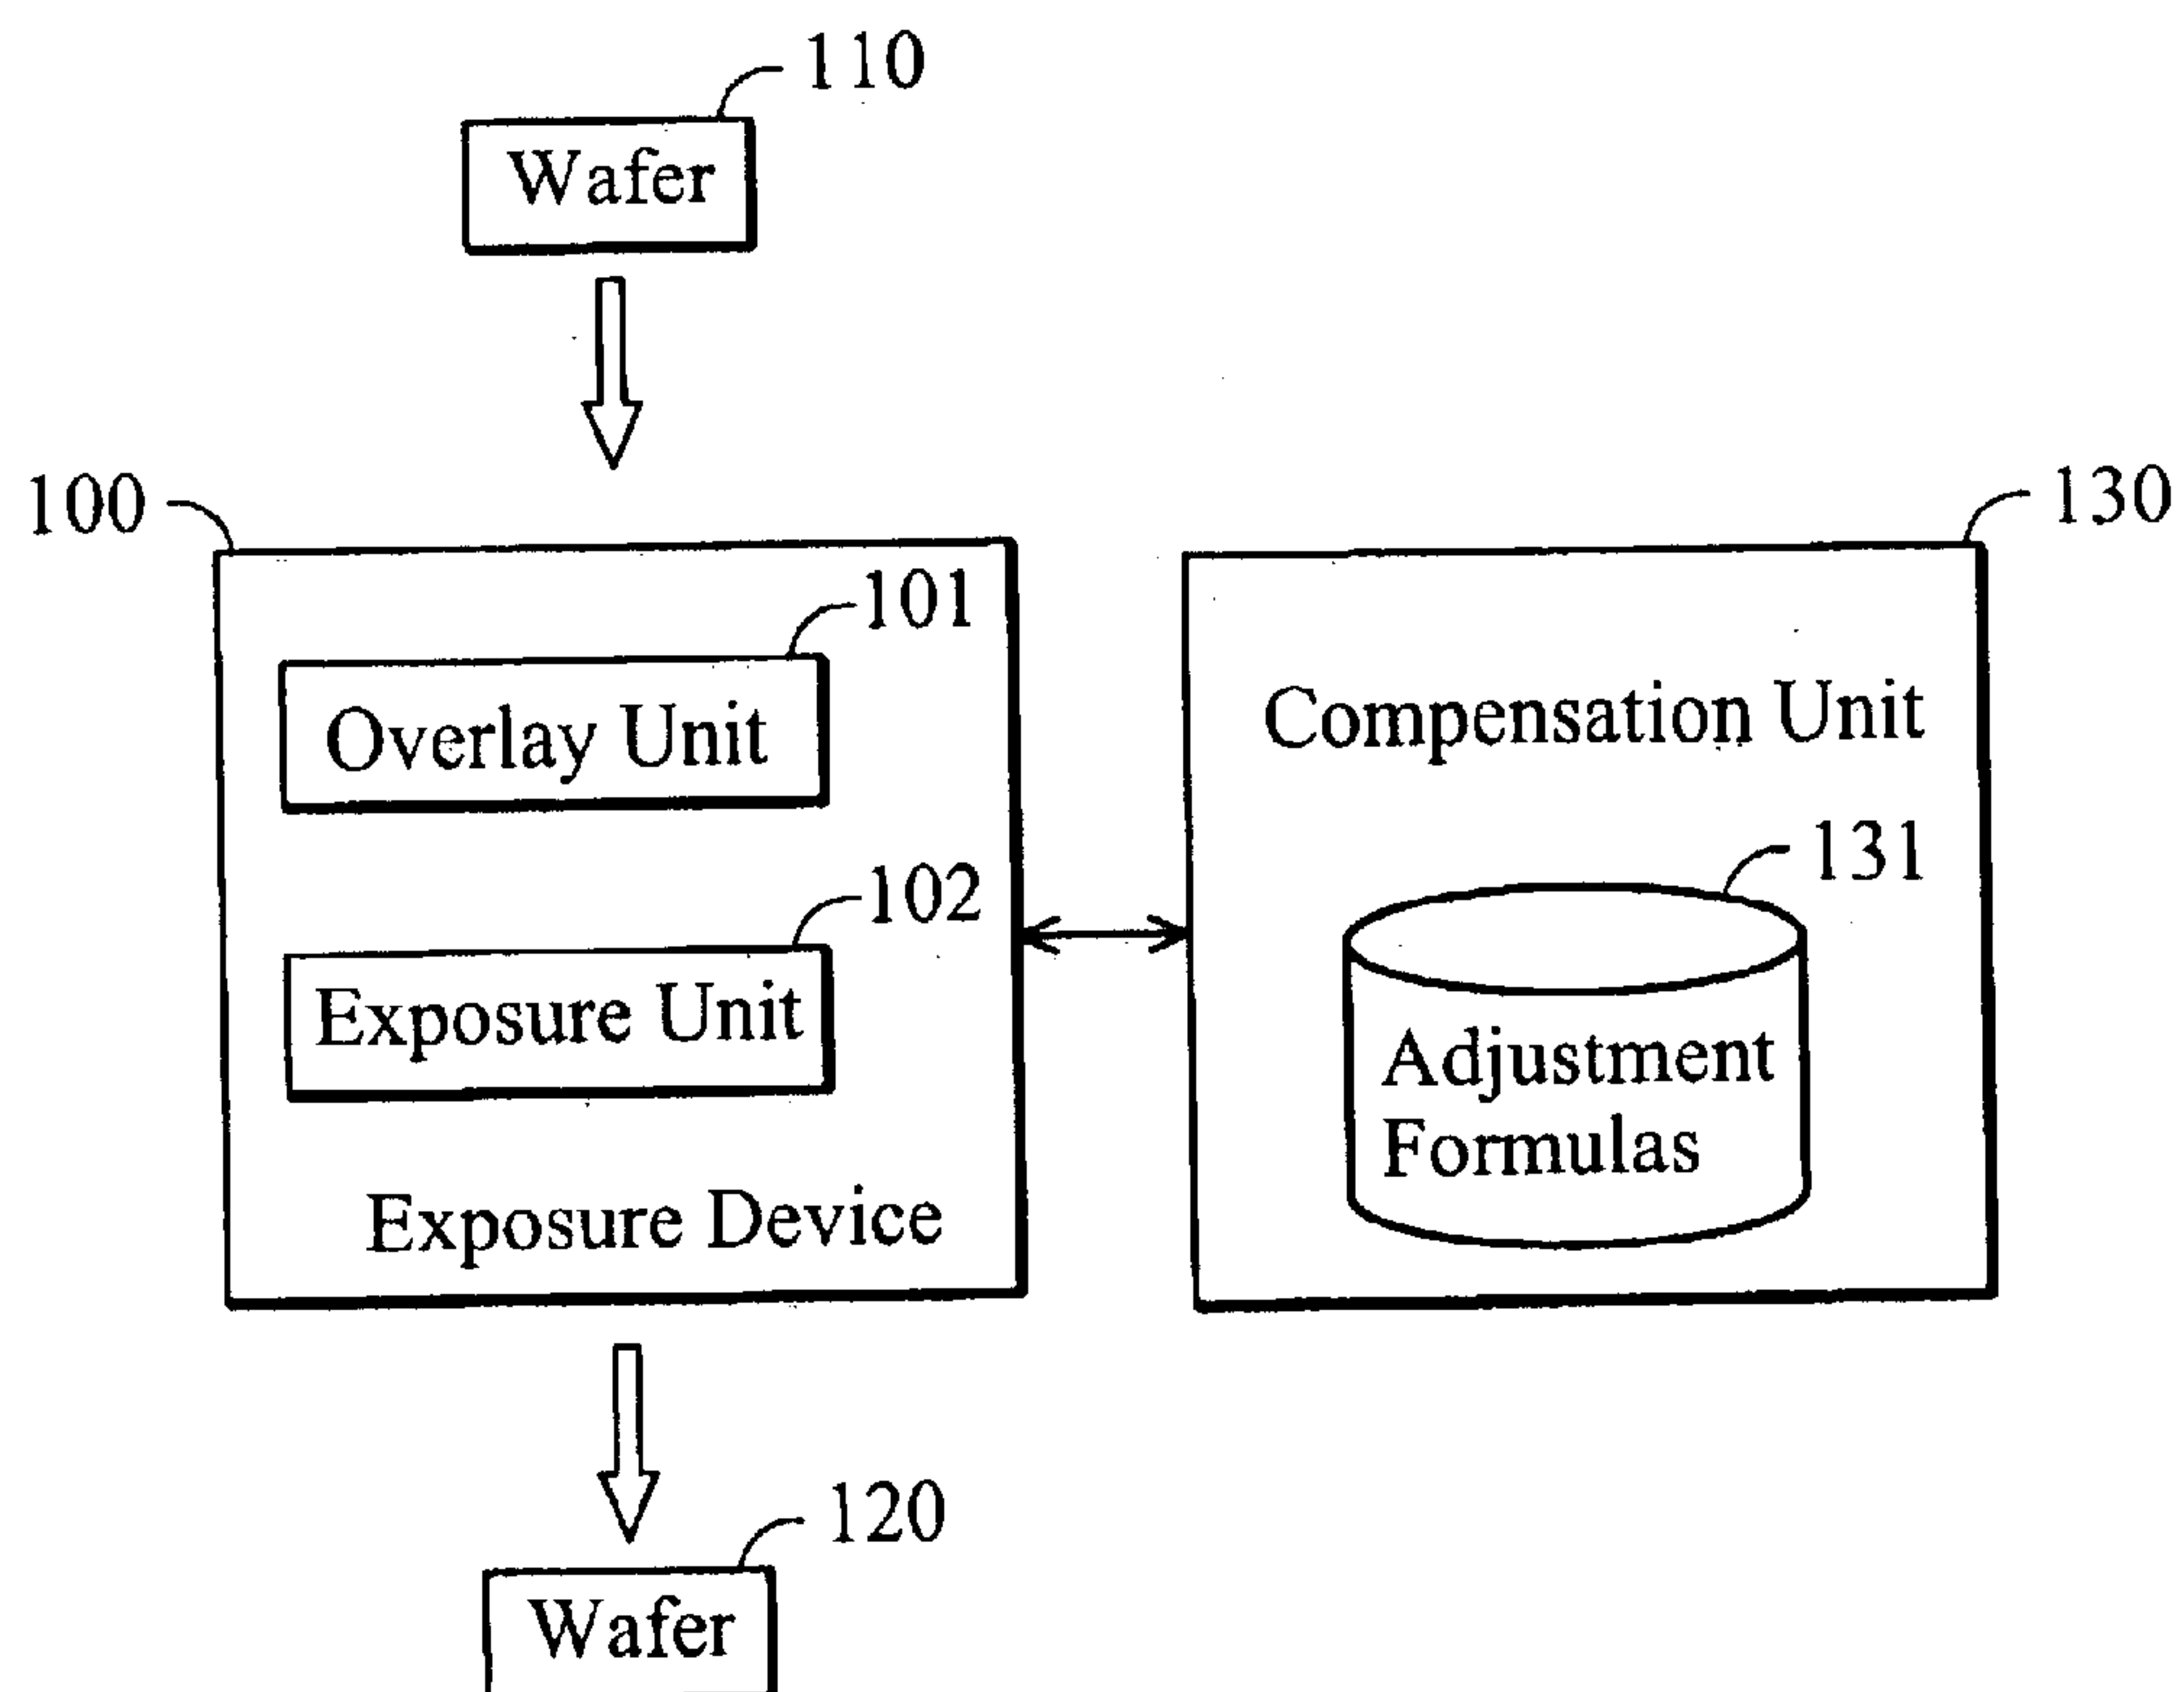 110
Wafer
100
130
101
Overlay Unit
Compensation Unit
131
102
Exposure Unit
Adjustment
Formulas
Exposure Device
120
Wafer